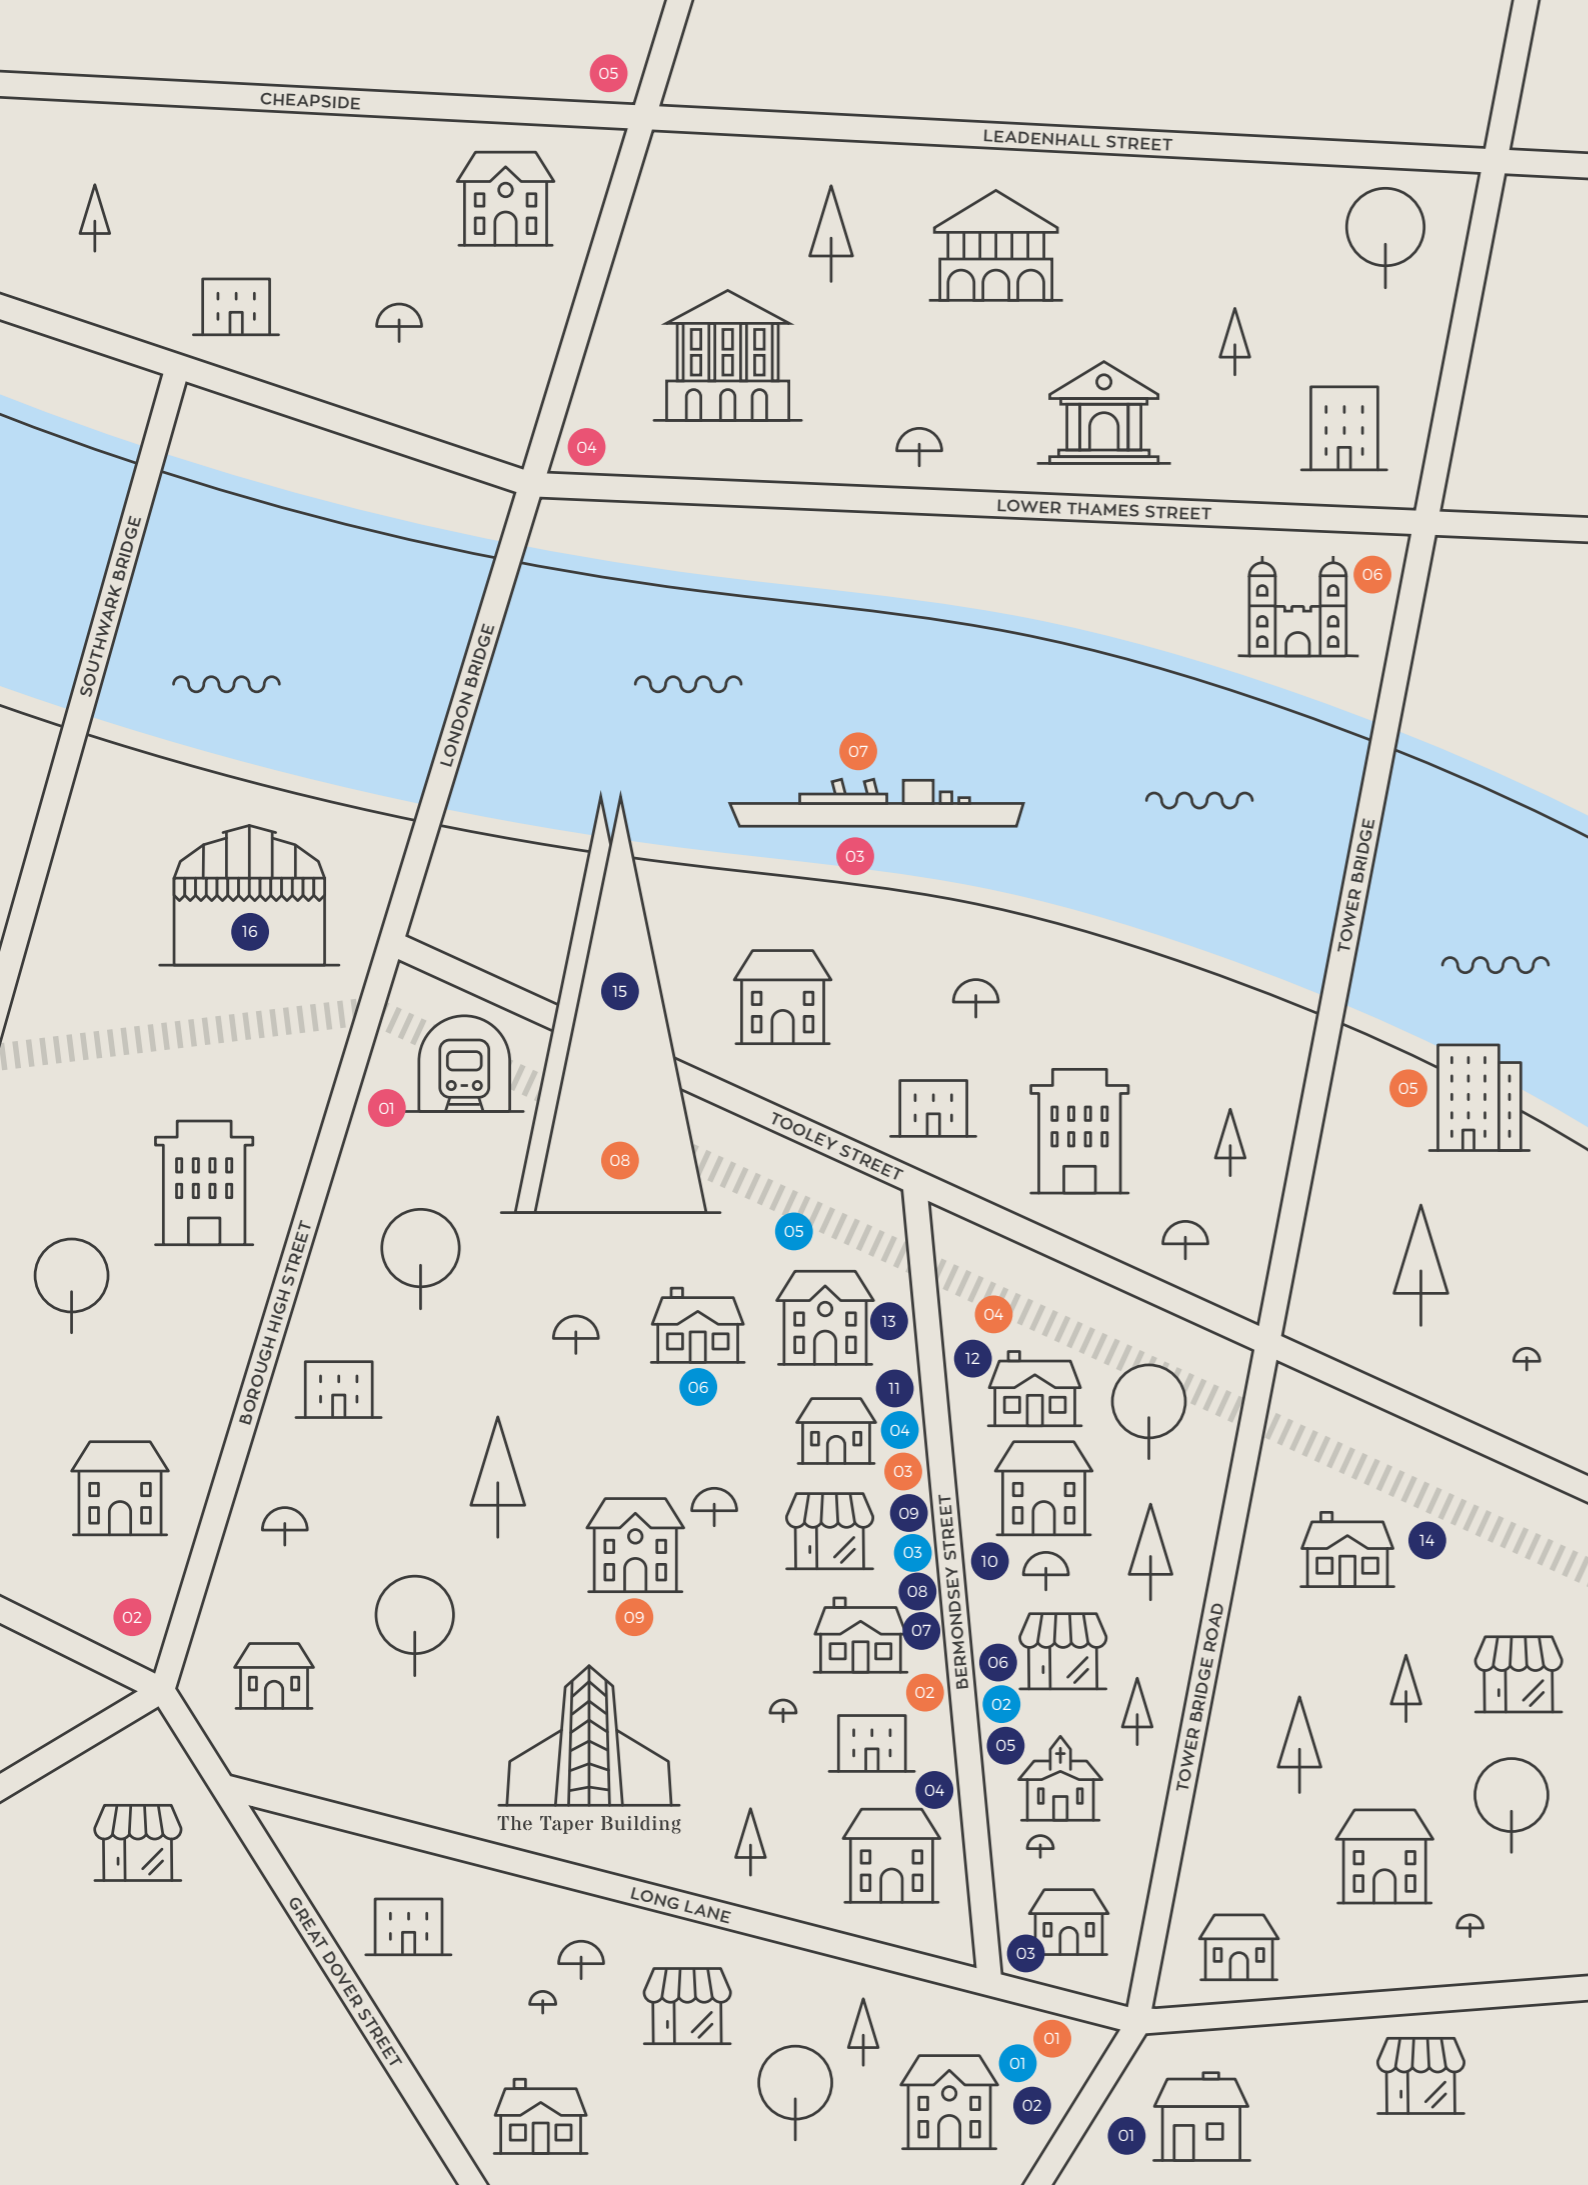 05
CHEAPSIDE
LEADENHALL STREET
04
LOWER THAMES STREET
06
SOUTHWARK BRIDGE
LONDON BRIDGE
07
03
TOWER BRIDGE
16
15
01
05
TOOLEY STREET
08
05
BOROUGH HIGH STREET
04
13
12
06
11
04
03
09
03
BERMONDSEY STREET
10
14
08
02
09
07
06
02
02
TOWER BRIDGE ROAD
05
04
The Taper Building
LONG LANE
GREAT DOVER STREET
03
01
01
02
01